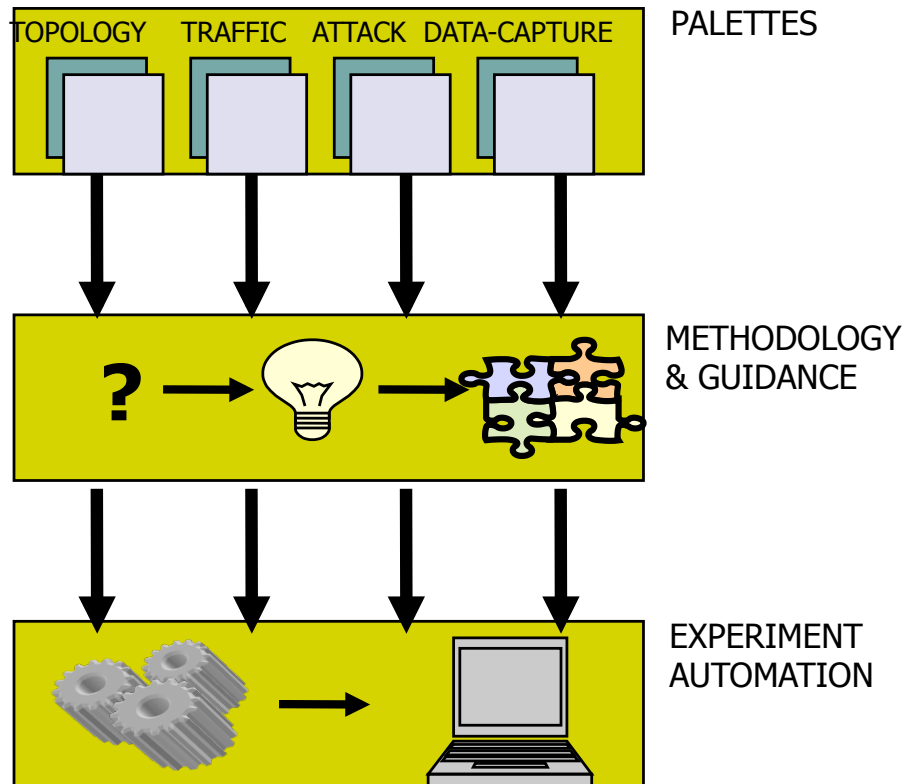 TOPOLOGY TRAFFIC ATTACK DATA-CAPTURE
PALETTES
?
METHODOLOGY
& GUIDANCE
EXPERIMENT
AUTOMATION